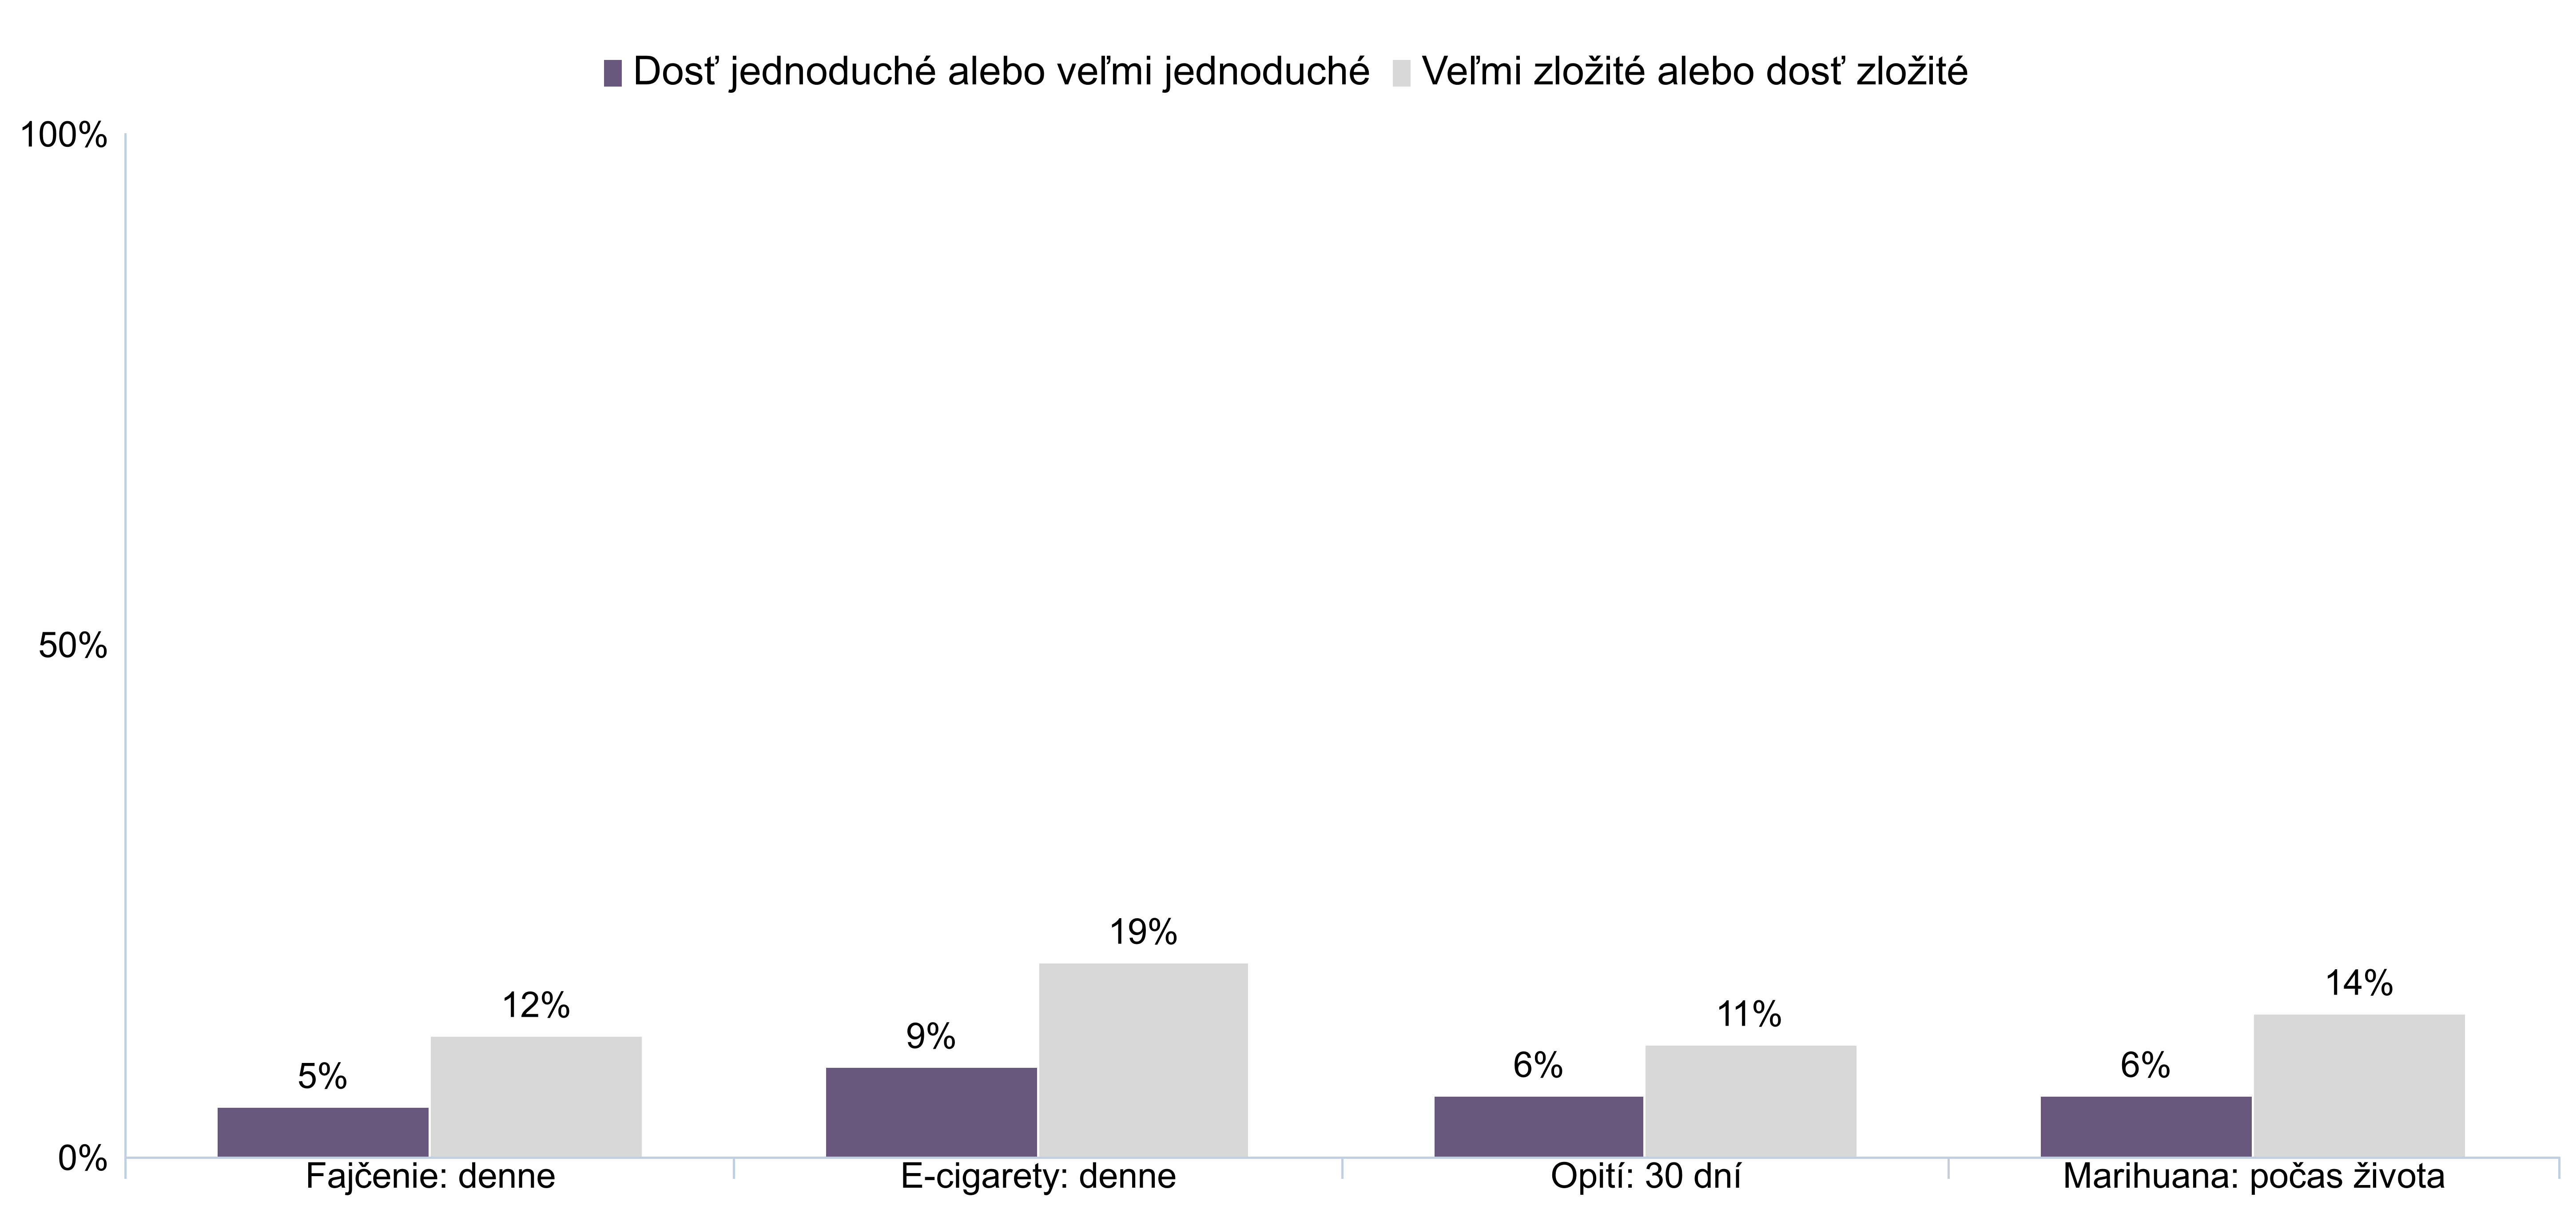 Dosť jednoduché alebo veľmi jednoduché Veľmi zložité alebo dosť zložité
100%
50%
0%
5%
12%
9%
19%
6%
11%
6%
14%
Fajčenie: denne
E-cigarety: denne
Opití: 30 dní
Marihuana: počas života